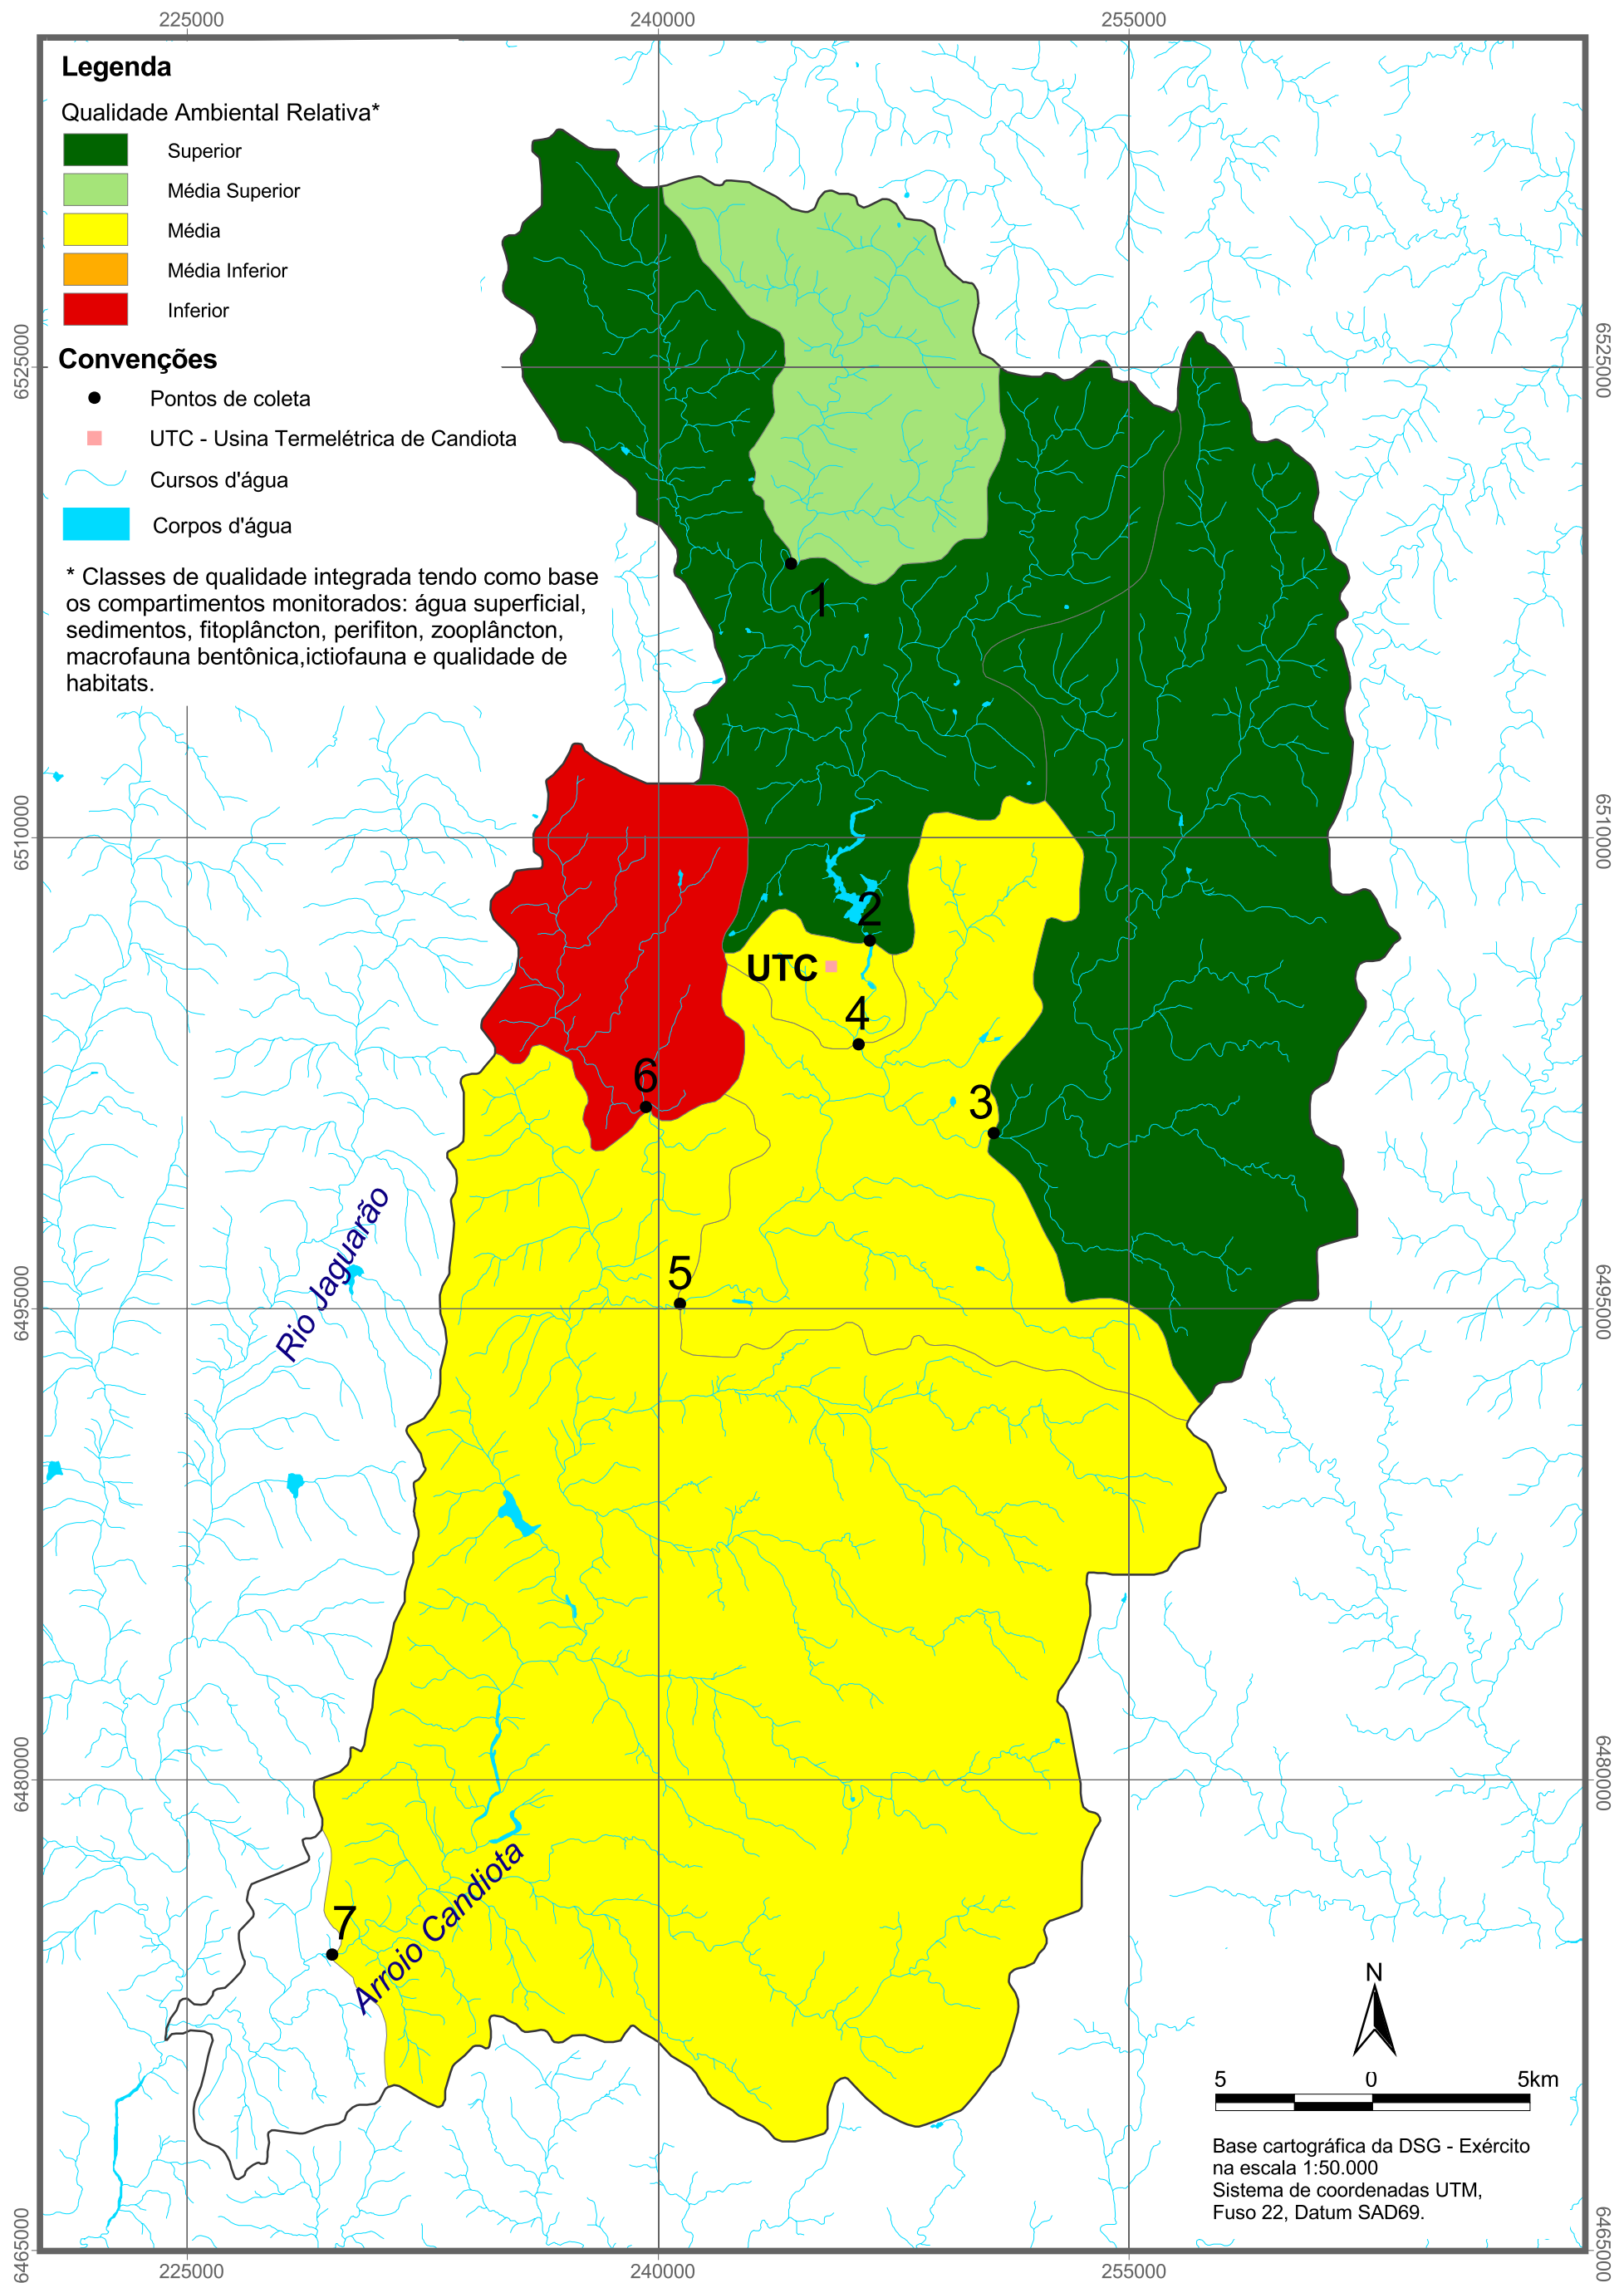 225000
240000
255000
Legenda
Qualidade Ambiental Relativa*
Superior
Média Superior
Média
Média Inferior
Inferior
Convenções
Pontos de coleta
UTC - Usina Termelétrica de Candiota
Cursos d'água
Corpos d'água
* Classes de qualidade integrada tendo como base
os compartimentos monitorados: água superficial,
sedimentos, fitoplâncton, perifiton, zooplâncton,
macrofauna bentônica,ictiofauna e qualidade de
habitats.
6525000
6525000
1
6510000
6510000
2
UTC
4
6
3
Rio Jaguarão
5
6495000
6495000
6480000
6480000
Arroio Candiota
7
N
5
0
5km
Base cartográfica da DSG - Exército
na escala 1:50.000
Sistema de coordenadas UTM,
Fuso 22, Datum SAD69.
6465000
6465000
225000
240000
255000